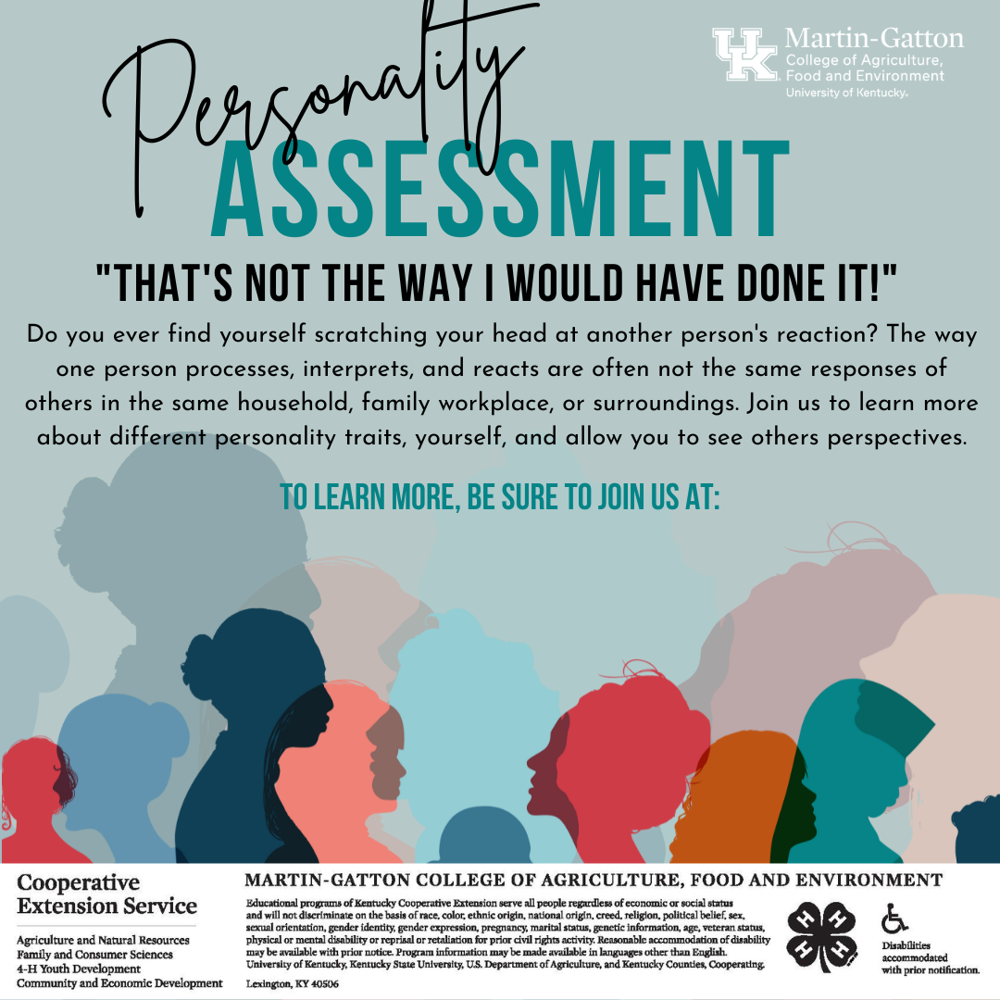 Personality
ASSESSMENT
UK
Martin-Gatton
College of Agriculture,
Food and Environment
University of Kentucky.
"THAT'S NOT THE WAY I WOULD HAVE DONE IT!"
Do you ever find yourself scratching your head at another person's reaction? The way
one person processes, interprets, and reacts are often not the same responses of
others in the same household, family workplace, or surroundings. Join us to learn more
about different personality traits, yourself, and allow you to see others perspectives.
TO LEARN MORE, BE SURE TO JOIN US AT:
Cooperative
Extension Service
Agriculture and Natural Resources
Family and Consumer Sciences
4-H Youth Development
Community and Economic Development
MARTIN-GATTON COLLEGE OF AGRICULTURE, FOOD AND ENVIRONMENT
Educational programs of Kentucky Cooperative Extension serve all people regardless of economic or social status
and will not discriminate on the basis of race, color, ethnic origin, national origin, creed, religion, political belief, sex,
sexual orientation, gender identity, gender expression, pregnancy, marital status, genetic information, age, veteran status,
physical or mental disability or reprisal or retaliation for prior civil rights activity. Reasonable accommodation of disability
may be available with prior notice. Program information may be made available in languages other than English.
University of Kentucky, Kentucky State University, U.S. Department of Agriculture, and Kentucky Counties, Cooperating.
Lexington, KY 40506
H H
H H
Disabilities
accommodated
with prior notification.